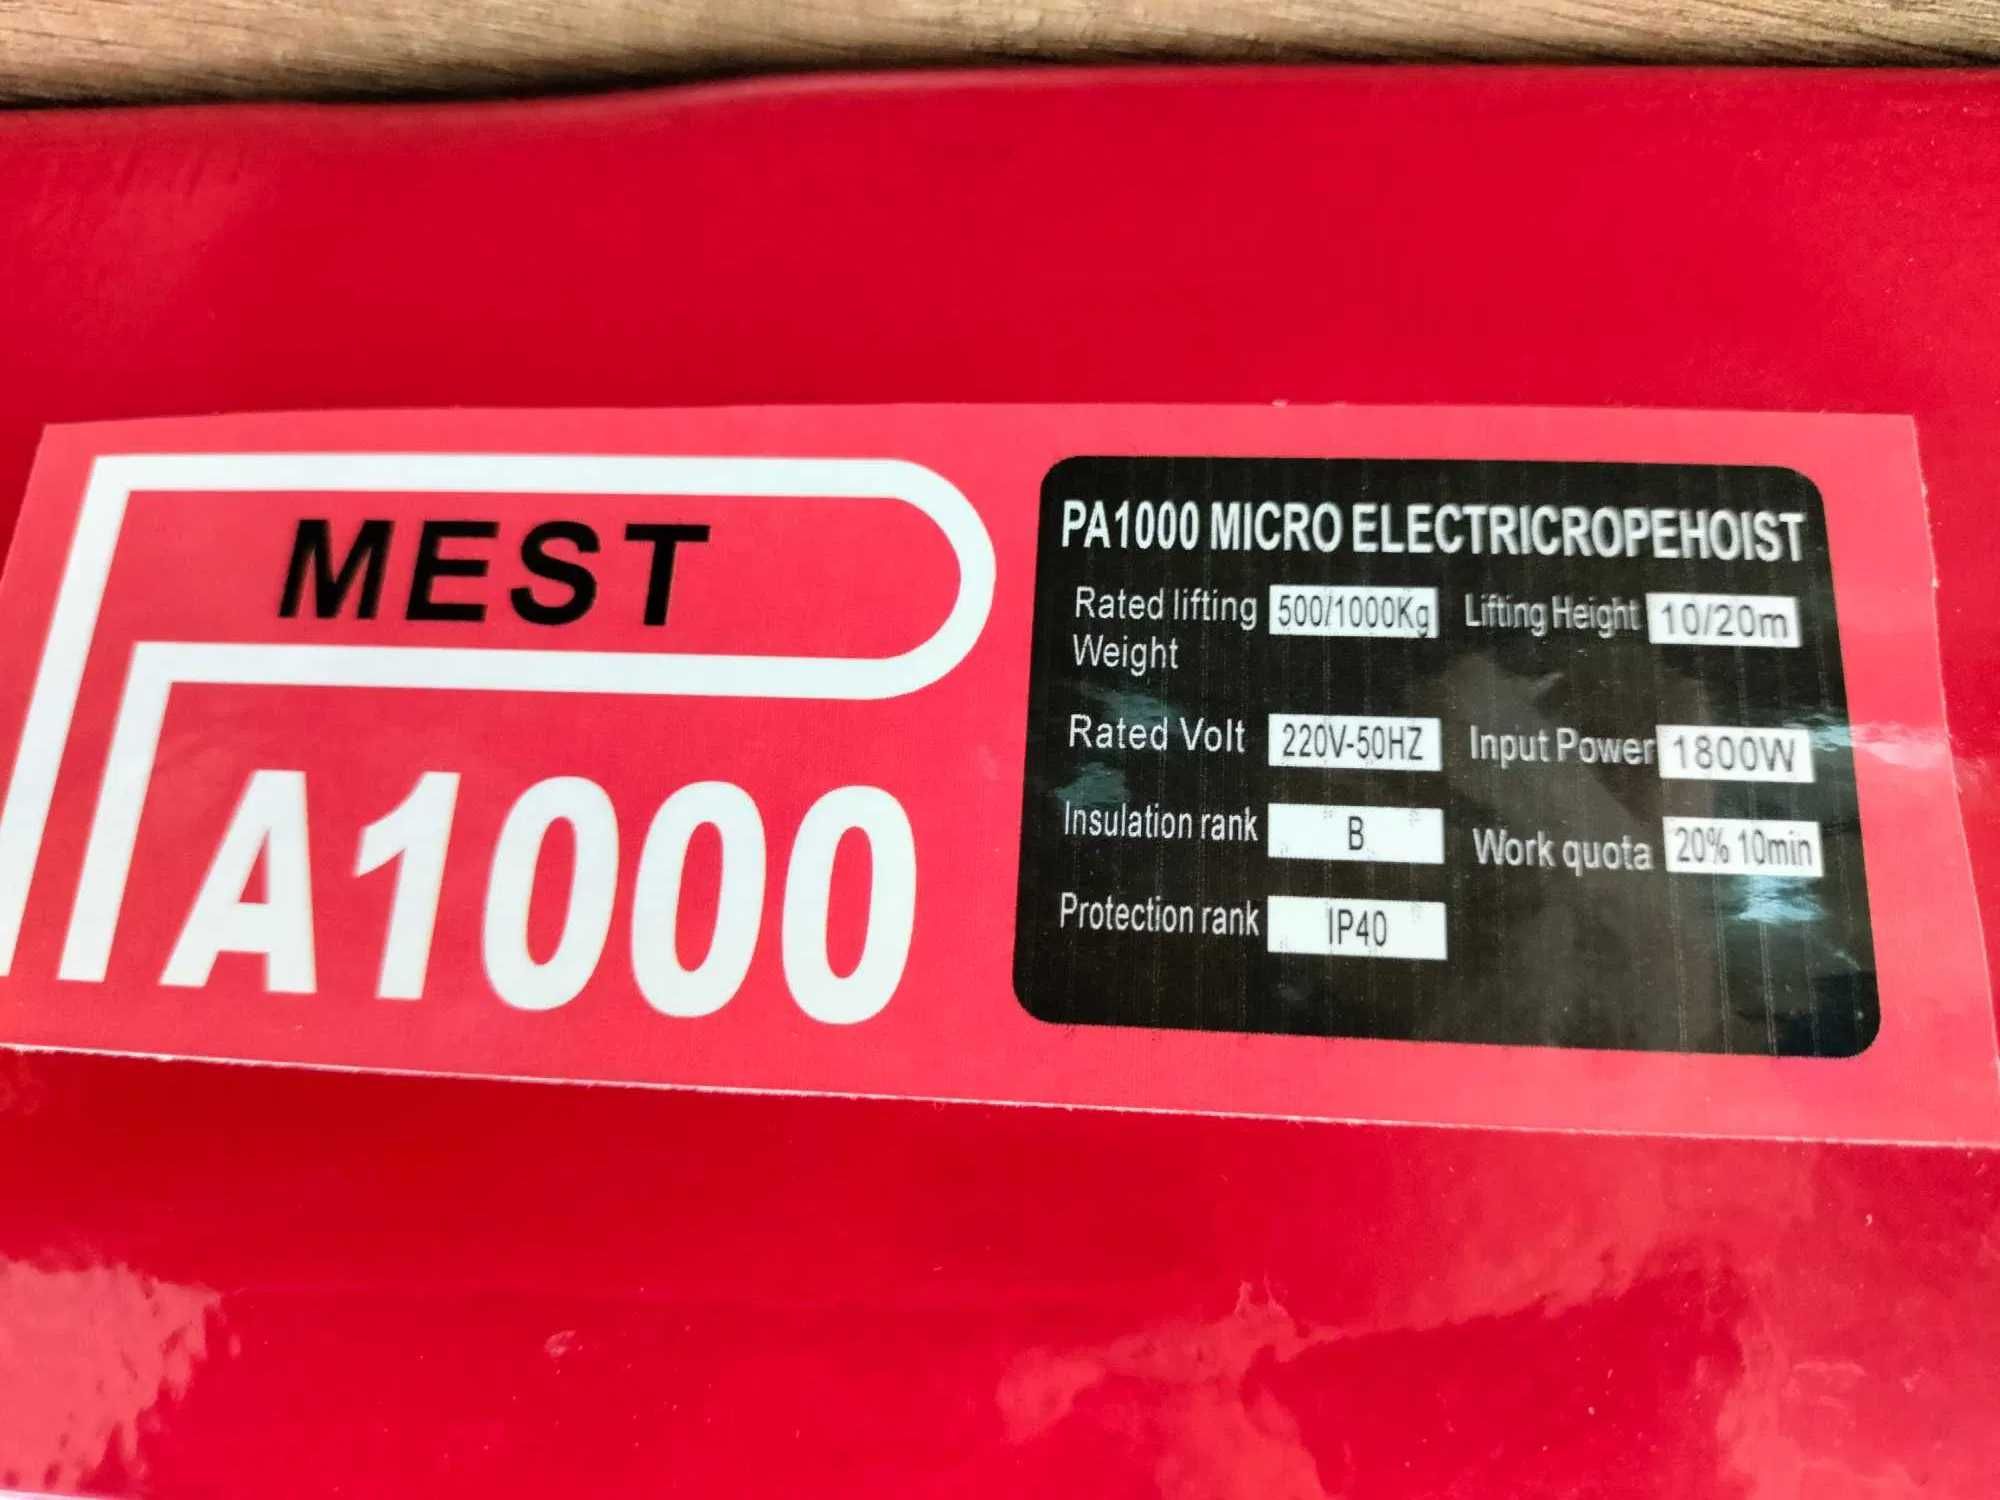 MEST
PA1000
PA1000 MICRO ELECTRICROPEHOIST
Rated lifting Weight 500/1000Kg Lifting Height 10/20m
Rated Volt 220V-50HZ Input Power 1800W
Insulation rank B Work quota 20% 10min
Protection rank IP40